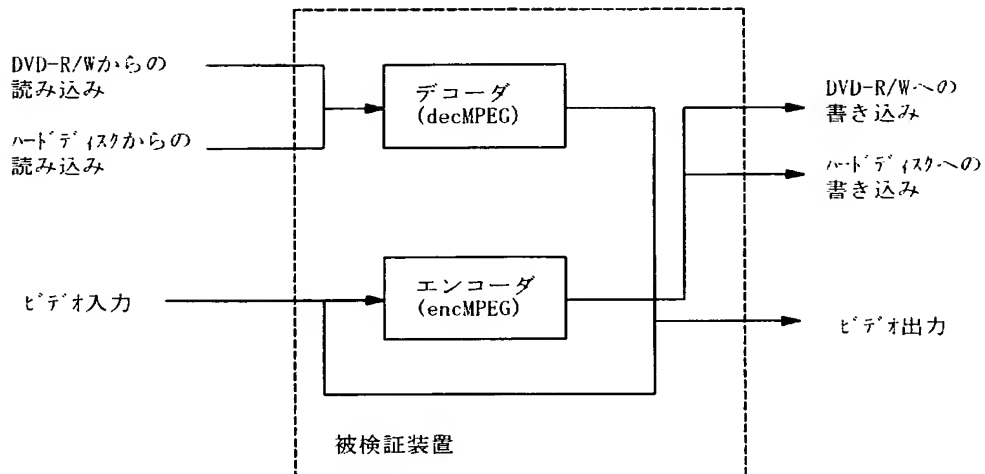 DVD-R/Wからの
読み込み
ハードディスクからの
読み込み
ビデオ入力
デコーダ
(decMPEG)
エンコーダ
(encMPEG)
被検証装置
DVD-R/Wへの
書き込み
ハードディスクへの
書き込み
ビデオ出力